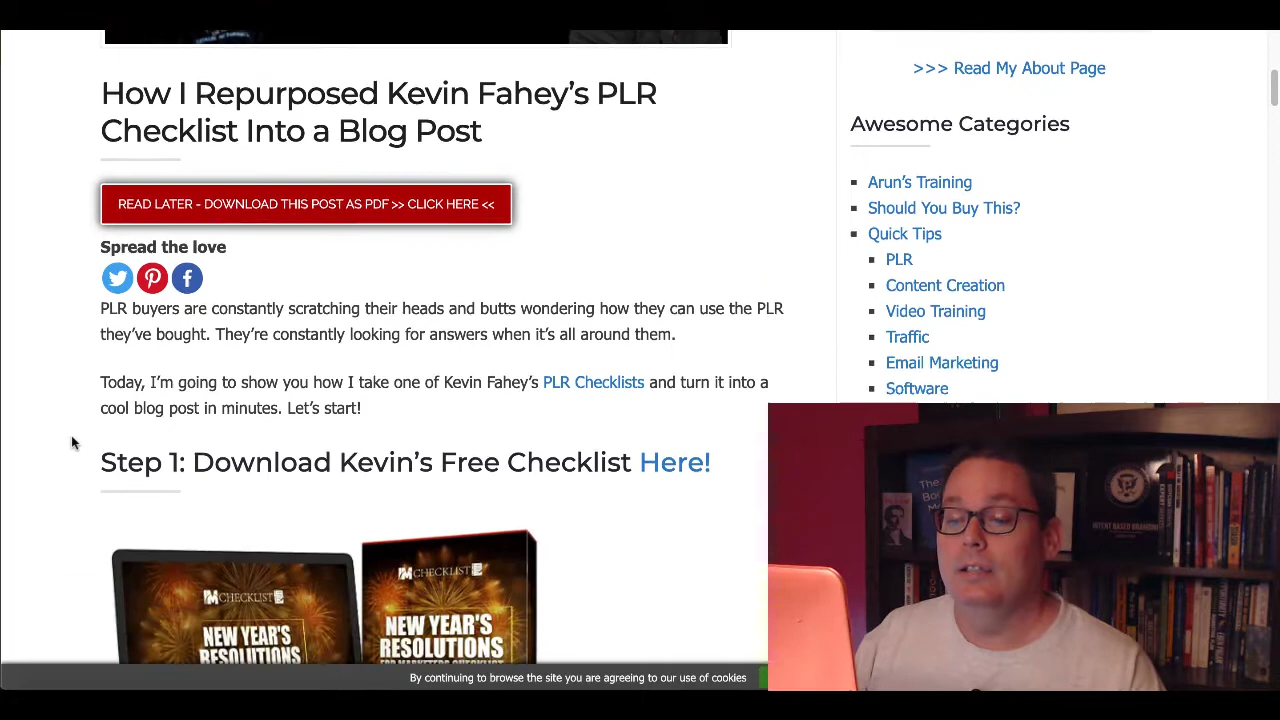 How I Repurposed Kevin Fahey's PLR
Checklist Into a Blog Post
READ LATER - DOWNLOAD THIS POST AS PDF >> CLICK HERE <<
Spread the love
PLR buyers are constantly scratching their heads and butts wondering how they can use the PLR
they've bought. They're constantly looking for answers when it's all around them.
Today, I'm going to show you how I take one of Kevin Fahey's PLR Checklists and turn it into a
cool blog post in minutes. Let's start!
Step 1: Download Kevin's Free Checklist Here!
IMCHECKLIST
NEW YEAR'S
RESOLUTIONS
IMCHECKLIST
NEW YEAR'S
RESOLUTIONS
FOR MARKETERS CHECKLIST
>>> Read My About Page
Awesome Categories
Arun's Training
Should You Buy This?
Quick Tips
PLR
Content Creation
Video Training
Traffic
Email Marketing
Software
INTENT BASED BRANDING
By continuing to browse the site you are agreeing to our use of cookies